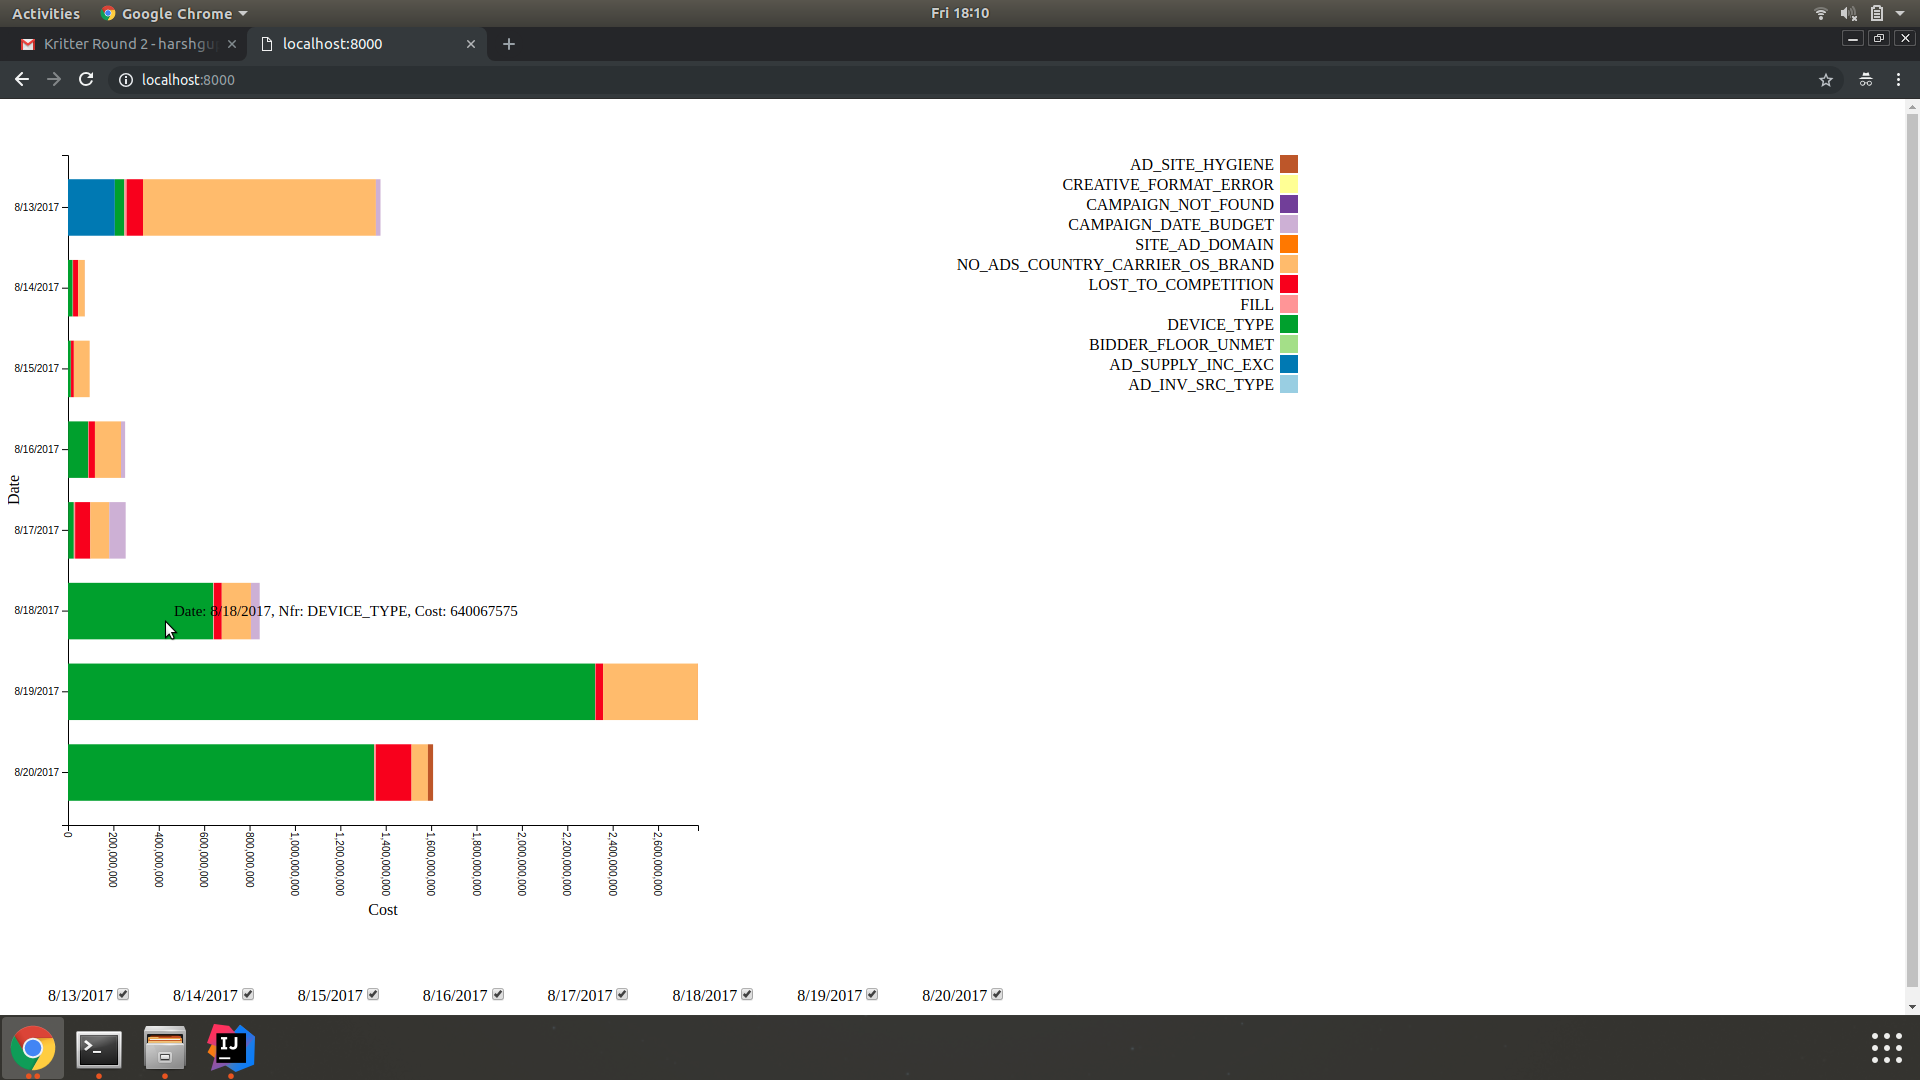 Activities Google Chrome Fri 18:10
Kritter Round 2 - harshgu localhost:8000
localhost:8000
AD_SITE_HYGIENE
CREATIVE_FORMAT_ERROR
CAMPAIGN_NOT_FOUND
CAMPAIGN_DATE_BUDGET
SITE_AD_DOMAIN
NO_ADS_COUNTRY_CARRIER_OS_BRAND
LOST_TO_COMPETITION
FILL
DEVICE_TYPE
BIDDER_FLOOR_UNMET
AD_SUPPLY_INC_EXC
AD_INV_SRC_TYPE
Date
8/13/2017
8/14/2017
8/15/2017
8/16/2017
8/17/2017
8/18/2017
Date: 8/18/2017, Nfr: DEVICE_TYPE, Cost: 640067575
8/19/2017
8/20/2017
0 200,000,000 400,000,000 600,000,000 800,000,000 1,000,000,000 1,200,000,000 1,400,000,000 1,600,000,000 1,800,000,000 2,000,000,000 2,200,000,000 2,400,000,000 2,600,000,000
Cost
8/13/2017 8/14/2017 8/15/2017 8/16/2017 8/17/2017 8/18/2017 8/19/2017 8/20/2017
IJ